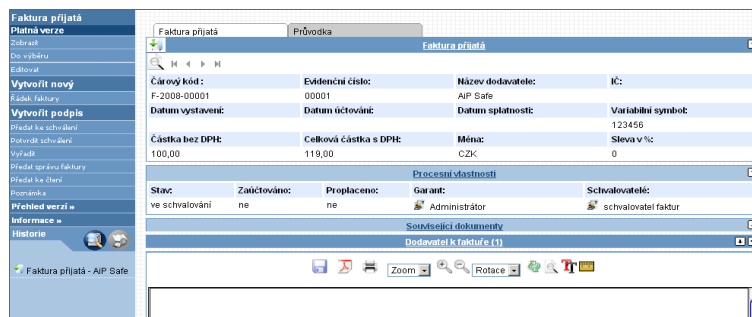 Faktura přijatá
Platná verze
Zobrazit
Do výběru
Editovat
Vytvořit nový
Řádek faktury
Vytvořit podpis
Předat ke schválení
Potvrdit schválení
Vyřadit
Předat správu faktury
Předat ke čtení
Poznámka
Přehled verzí »
Informace »
Historie
Faktura přijatá - AiP Safe
Faktura přijatá Průvodka
Faktura přijatá
Čárový kód : Evidenční číslo: Název dodavatele: IČ:
F-2008-00001 00001 AiP Safe
Datum vystavení: Datum účtování: Datum splatnosti: Variabilní symbol:
123456
Částka bez DPH: Celková částka s DPH: Měna: Sleva v %:
100,00 119,00 CZK 0
Procesní vlastnosti
Stav: Zaúčtováno: Proplaceno: Garant: Schvalovatelé:
ve schvalování ne ne Administrátor schvalovatel faktur
Související dokumenty
Dodavatel k faktuře (1)
Zoom Rotace